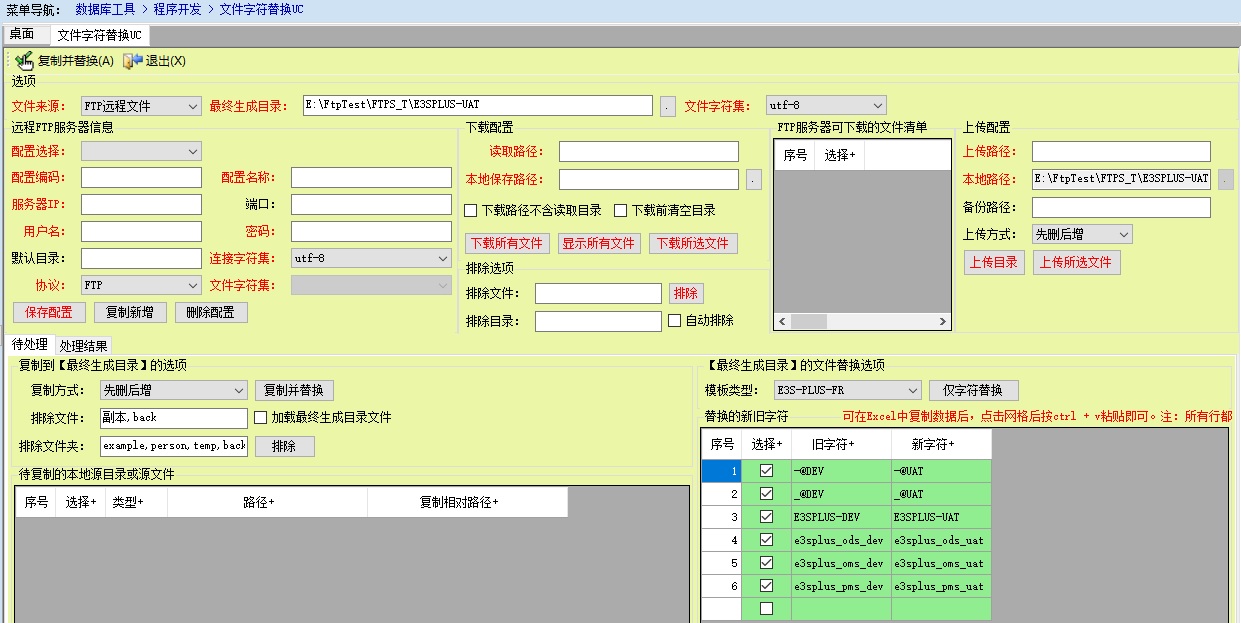 菜单导航： 数据库工具 > 程序开发 > 文件字符替换UC
桌面 文件字符替换UC
复制并替换(A) 退出(X)
选项
文件来源： FTP远程文件 最终生成目录： E:\FtpTest\FTPS_T\E3SPLUS-UAT . 文件字符集： utf-8
远程FTP服务器信息
配置选择：
配置编码： 配置名称：
服务器IP： 端口：
用户名： 密码：
默认目录： 连接字符集： utf-8
协议： FTP 文件字符集：
保存配置 复制新增 删除配置
下载配置
读取路径：
本地保存路径： .
下载路径不含读取目录 下载前清空目录
下载所有文件 显示所有文件 下载所选文件
排除选项
排除文件： 排除
排除目录： 自动排除
FTP服务器可下载的文件清单
序号 选择+
上传配置
上传路径：
本地路径： E:\FtpTest\FTPS_T\E3SPLUS-UAT .
备份路径：
上传方式： 先删后增
上传目录 上传所选文件
待处理 处理结果
复制到【最终生成目录】的选项
复制方式： 先删后增 复制并替换
排除文件： 副本,back 加载最终生成目录文件
排除文件夹： example,person,temp,back 排除
待复制的本地源目录或源文件
序号 选择+ 类型+ 路径+ 复制相对路径+
【最终生成目录】的文件替换选项
模板类型： E3S-PLUS-FR 仅字符替换
替换的新旧字符 可在Excel中复制数据后，点击网格后按ctrl + v粘贴即可。注：所有行都
序号 选择+ 旧字符+ 新字符+
1 -@DEV -@UAT
2 _@DEV _@UAT
3 E3SPLUS-DEV E3SPLUS-UAT
4 e3splus_ods_dev e3splus_ods_uat
5 e3splus_oms_dev e3splus_oms_uat
6 e3splus_pms_dev e3splus_pms_uat